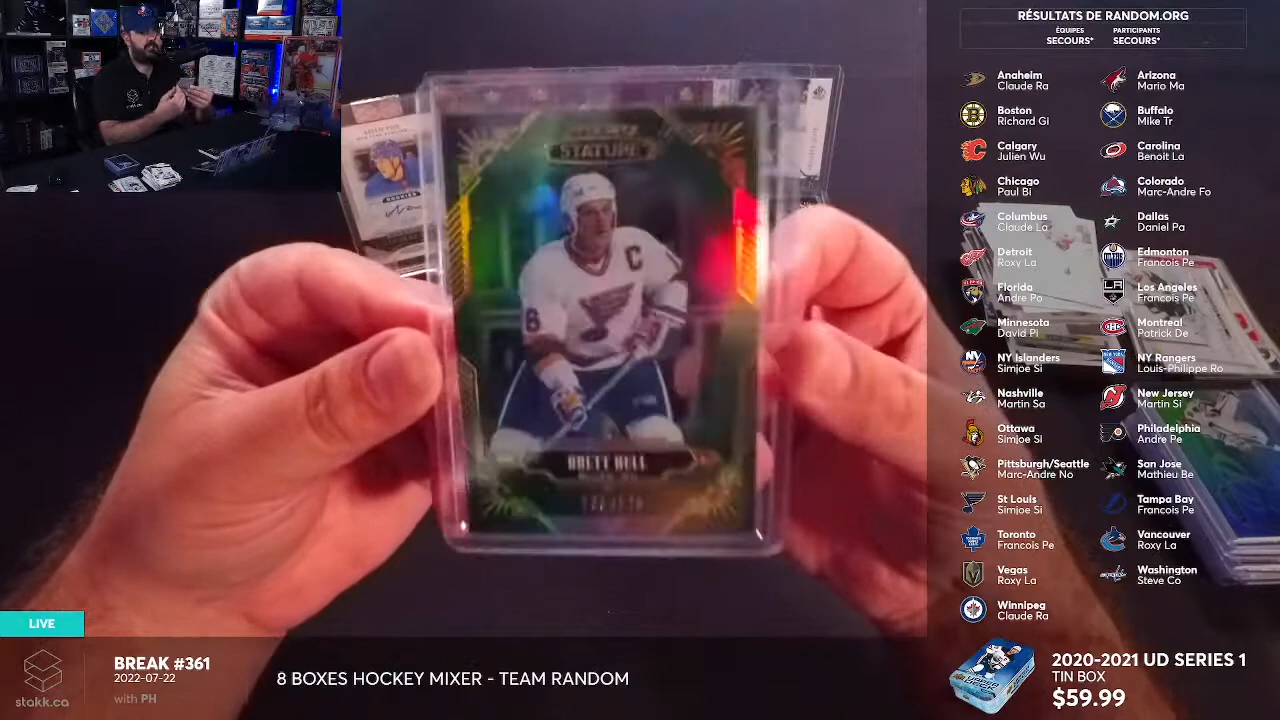 RÉSULTATS DE RANDOM.ORG
ÉQUIPES
SECOURS*
PARTICIPANTS
SECOURS*
Anaheim
Claude Ra
Arizona
Mario Ma
Boston
Richard Gi
Buffalo
Mike Tr
Calgary
Julien Wu
Carolina
Benoit La
Chicago
Paul Bi
Colorado
Marc-Andre Fo
Columbus
Claude La
Dallas
Daniel Pa
Detroit
Roxy La
Edmonton
Francois Pe
Florida
Andre Po
Los Angeles
Francois Pe
Minnesota
David Pi
Montreal
Patrick De
NY Islanders
Simjoe Si
NY Rangers
Louis-Philippe Ro
Nashville
Martin Sa
New Jersey
Martin Si
Ottawa
Simjoe Si
Philadelphia
Andre Pe
Pittsburgh/Seattle
Marc-Andre No
San Jose
Mathieu Be
St Louis
Simjoe Si
Tampa Bay
Francois Pe
Toronto
Francois Pe
Vancouver
Roxy La
Vegas
Roxy La
Washington
Steve Co
Winnipeg
Claude Ra
STATURE
C
BRETT HULL
ROOKIES
LIVE
stakk.ca
BREAK #361
2022-07-22
with PH
8 BOXES HOCKEY MIXER - TEAM RANDOM
2020-2021 UD SERIES 1
TIN BOX
$59.99